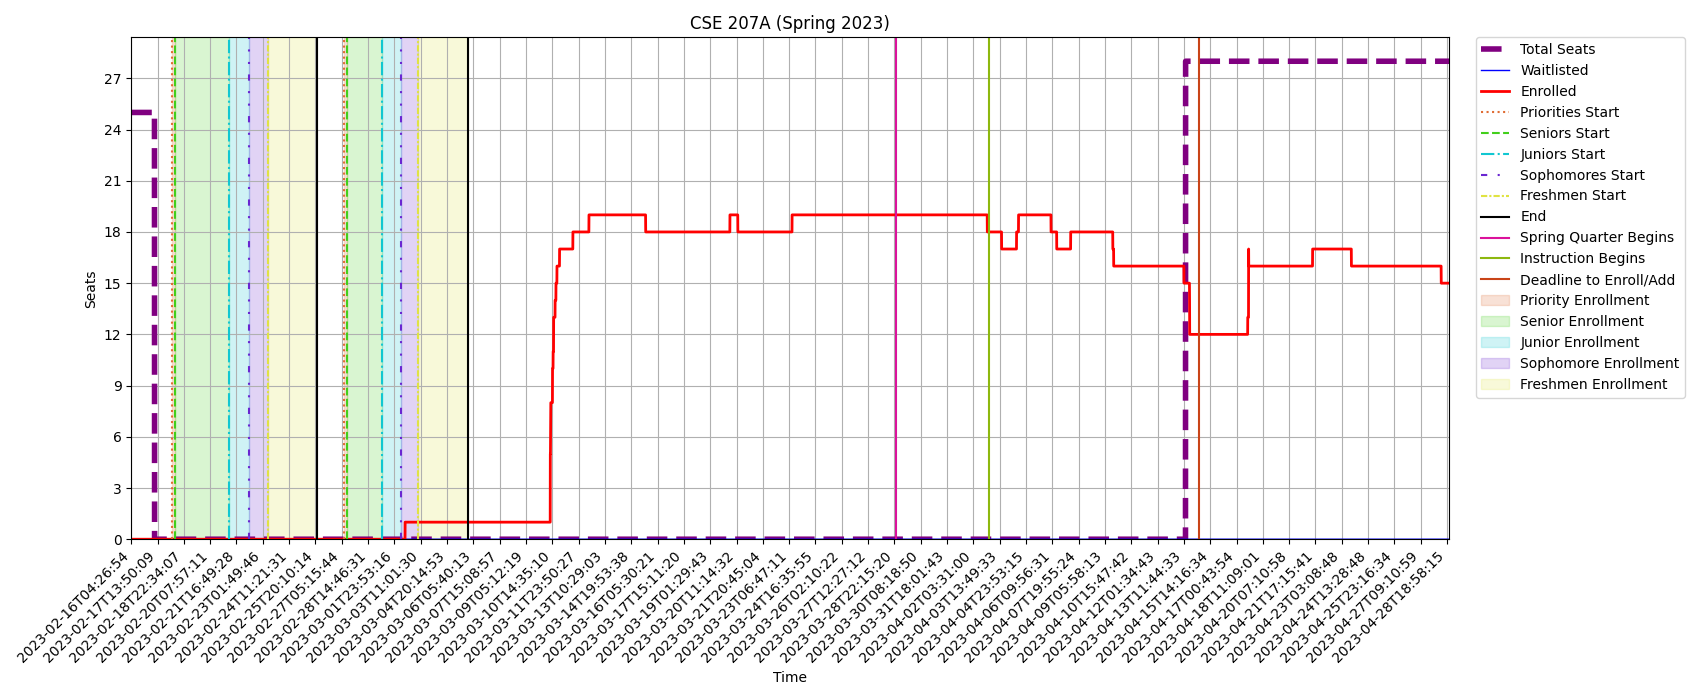 CSE 207A (Spring 2023)
Seats
27
24
21
18
15
12
9
6
3
0
2023-02-16T04:26:54
2023-02-17T13:50:09
2023-02-18T22:34:07
2023-02-20T07:57:11
2023-02-21T16:49:28
2023-02-23T01:49:46
2023-02-24T11:21:31
2023-02-25T20:10:14
2023-02-27T05:15:44
2023-02-28T14:46:31
2023-03-01T23:53:16
2023-03-03T11:01:30
2023-03-04T20:14:53
2023-03-06T05:40:13
2023-03-07T15:08:57
2023-03-09T05:12:19
2023-03-10T14:35:10
2023-03-11T23:50:27
2023-03-13T10:29:03
2023-03-14T19:53:38
2023-03-16T05:30:21
2023-03-17T15:11:20
2023-03-19T01:29:43
2023-03-20T11:14:32
2023-03-21T20:45:04
2023-03-23T06:47:11
2023-03-24T16:35:55
2023-03-26T02:10:22
2023-03-27T12:27:12
2023-03-28T22:15:20
2023-03-30T08:18:50
2023-03-31T18:01:43
2023-04-02T03:31:00
2023-04-03T13:49:33
2023-04-04T23:53:15
2023-04-06T09:56:31
2023-04-07T19:55:24
2023-04-09T05:58:13
2023-04-10T15:47:42
2023-04-12T01:34:43
2023-04-13T11:44:33
2023-04-15T14:16:34
2023-04-17T00:43:54
2023-04-18T11:09:01
2023-04-20T07:10:58
2023-04-21T17:15:41
2023-04-23T03:08:48
2023-04-24T13:28:48
2023-04-25T23:16:34
2023-04-27T09:10:59
2023-04-28T18:58:15
Time
Total Seats
Waitlisted
Enrolled
Priorities Start
Seniors Start
Juniors Start
Sophomores Start
Freshmen Start
End
Spring Quarter Begins
Instruction Begins
Deadline to Enroll/Add
Priority Enrollment
Senior Enrollment
Junior Enrollment
Sophomore Enrollment
Freshmen Enrollment